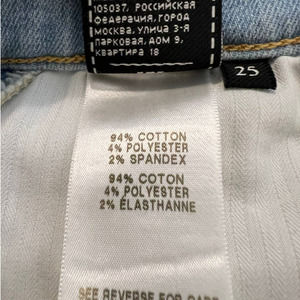 105037, РОССИЙСКАЯ
ФЕДЕРАЦИЯ, ГОРОД
МОСКВА, УЛИЦА 3-Я
ПАРКОВАЯ, ДОМ 9,
КВАРТИРА 18
25
94% COTTON
4% POLYESTER
2% SPANDEX
94% COTON
4% POLYESTER
2% ÉLASTHANNE
SEE REVERSE FOR CARE